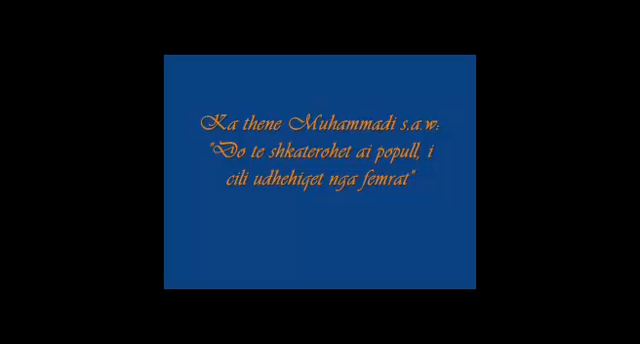 Ka thene Muhammadi s.a.w:
"Do te shkaterohet ai popull, i
cili udhehiqet nga femrat"